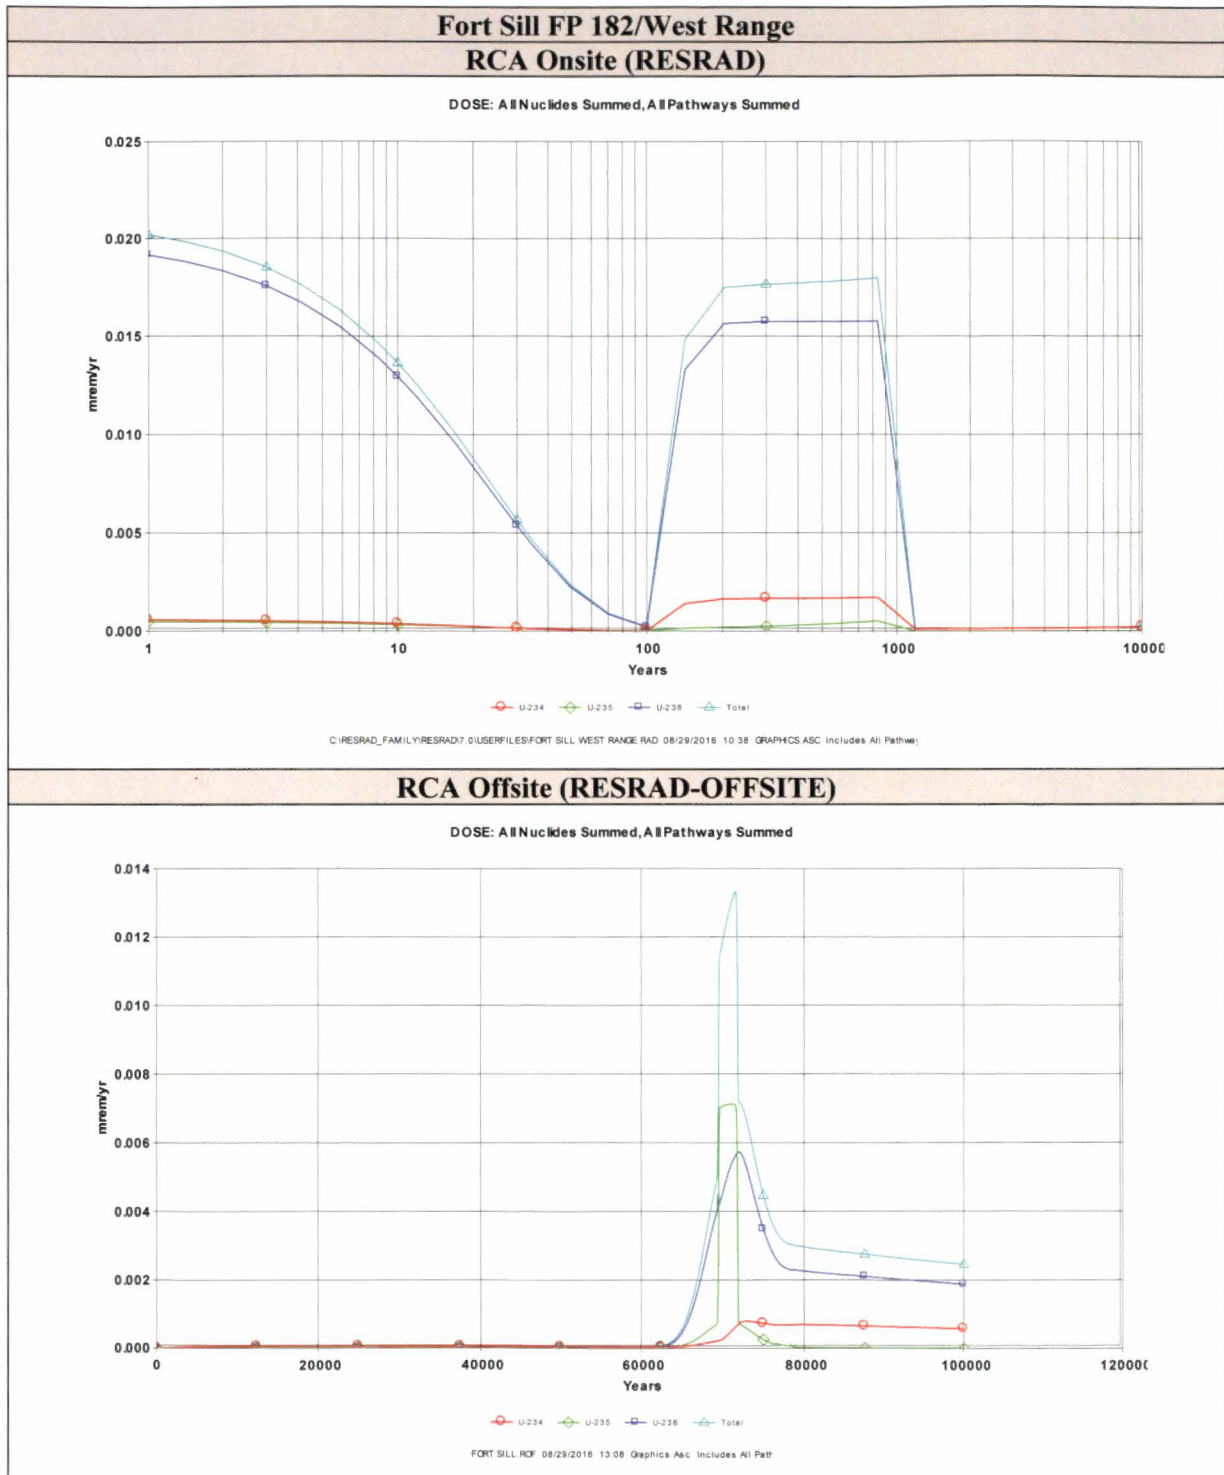 Fort Sill FP 182/West Range
RCA Onsite (RESRAD)
DOSE: All Nuclides Summed, All Pathways Summed
0.025
0.020
0.015
0.010
0.005
0.000
mrem/yr
1 10 100 1000 10000
Years
U-234 U-235 U-238 Total
C:\RESRAD_FAMILY\RESRAD\7.0\USERFILES\FORT SILL WEST RANGE.RAD 08/29/2016 10:38 GRAPHICS.ASC Includes All Pathway
RCA Offsite (RESRAD-OFFSITE)
DOSE: All Nuclides Summed, All Pathways Summed
0.014
0.012
0.010
0.008
0.006
0.004
0.002
0.000
mrem/yr
0 20000 40000 60000 80000 100000 120000
Years
U-234 U-235 U-238 Total
FORT SILL.ROF 08/29/2016 13:08 Graphics.Asc Includes All Path